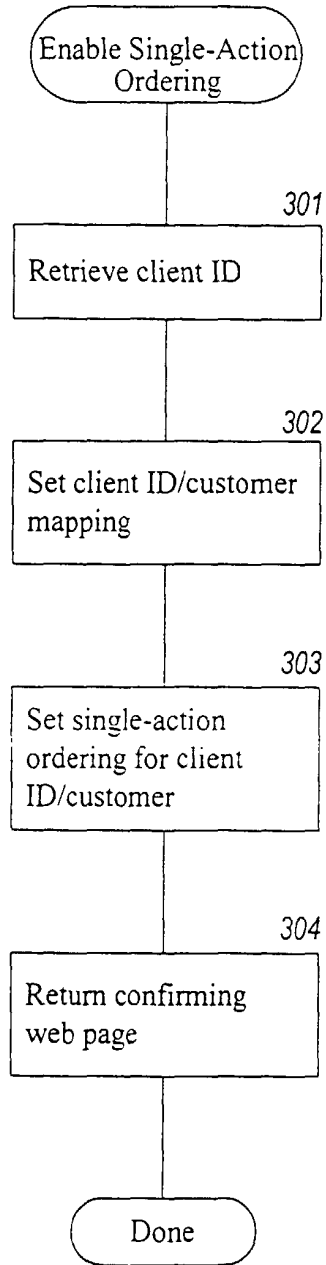 Enable Single-Action
Ordering
301
Retrieve client ID
302
Set client ID/customer
mapping
303
Set single-action
ordering for client
ID/customer
304
Return confirming
web page
Done